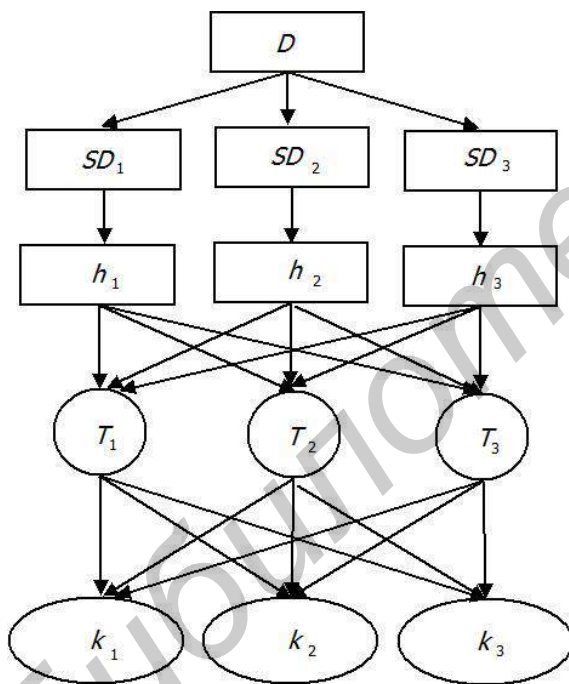 D
SD₁ SD₂ SD₃
h₁ h₂ h₃
T₁ T₂ T₃
k₁ k₂ k₃